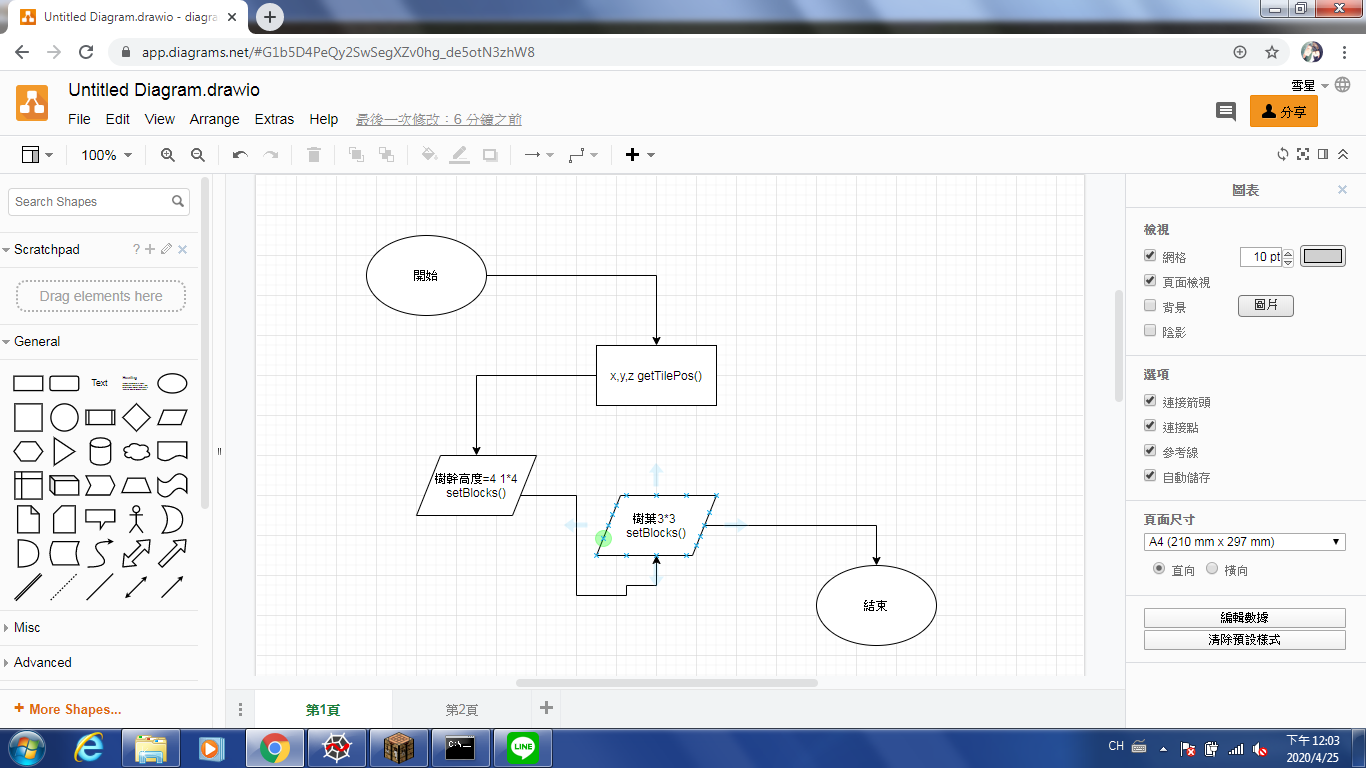 Untitled Diagram.drawio - diagra
app.diagrams.net/#G1b5D4PeQy2SwSegXZv0hg_de5otN3zhW8
Untitled Diagram.drawio
雪星
File Edit View Arrange Extras Help 最後一次修改：6 分鐘之前
分享
100%
Search Shapes
Scratchpad
?
Drag elements here
General
Text
Heading
Misc
Advanced
+ More Shapes...
開始
x,y,z getTilePos()
樹幹高度=4 1*4
setBlocks()
樹葉3*3
setBlocks()
結束
第1頁 第2頁
圖表
檢視
網格 10 pt
頁面檢視
背景 圖片
陰影
選項
連接箭頭
連接點
參考線
自動儲存
頁面尺寸
A4 (210 mm x 297 mm)
直向 橫向
編輯數據
清除預設樣式
C:\_
LINE
CH
下午 12:03
2020/4/25